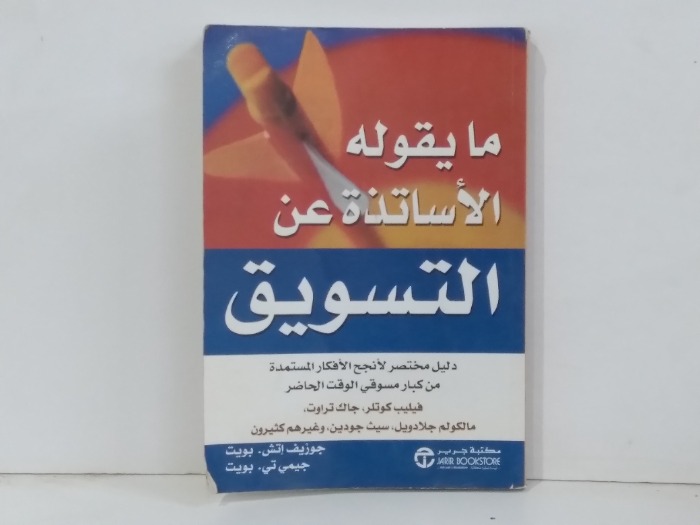 ما يقوله
الأساتذة عن
التسويق
دليل مختصر لأنجح الأفكار المستمدة
من كبار مسوقي الوقت الحاضر
فيليب كوتلر، جاك تراوت،
مالكولم جلادويل، سيث جودين، وغيرهم كثيرون
جوزيف إتش. بويت
جيمي تي. بويت
مكتبة جرير
JARIR BOOKSTORE